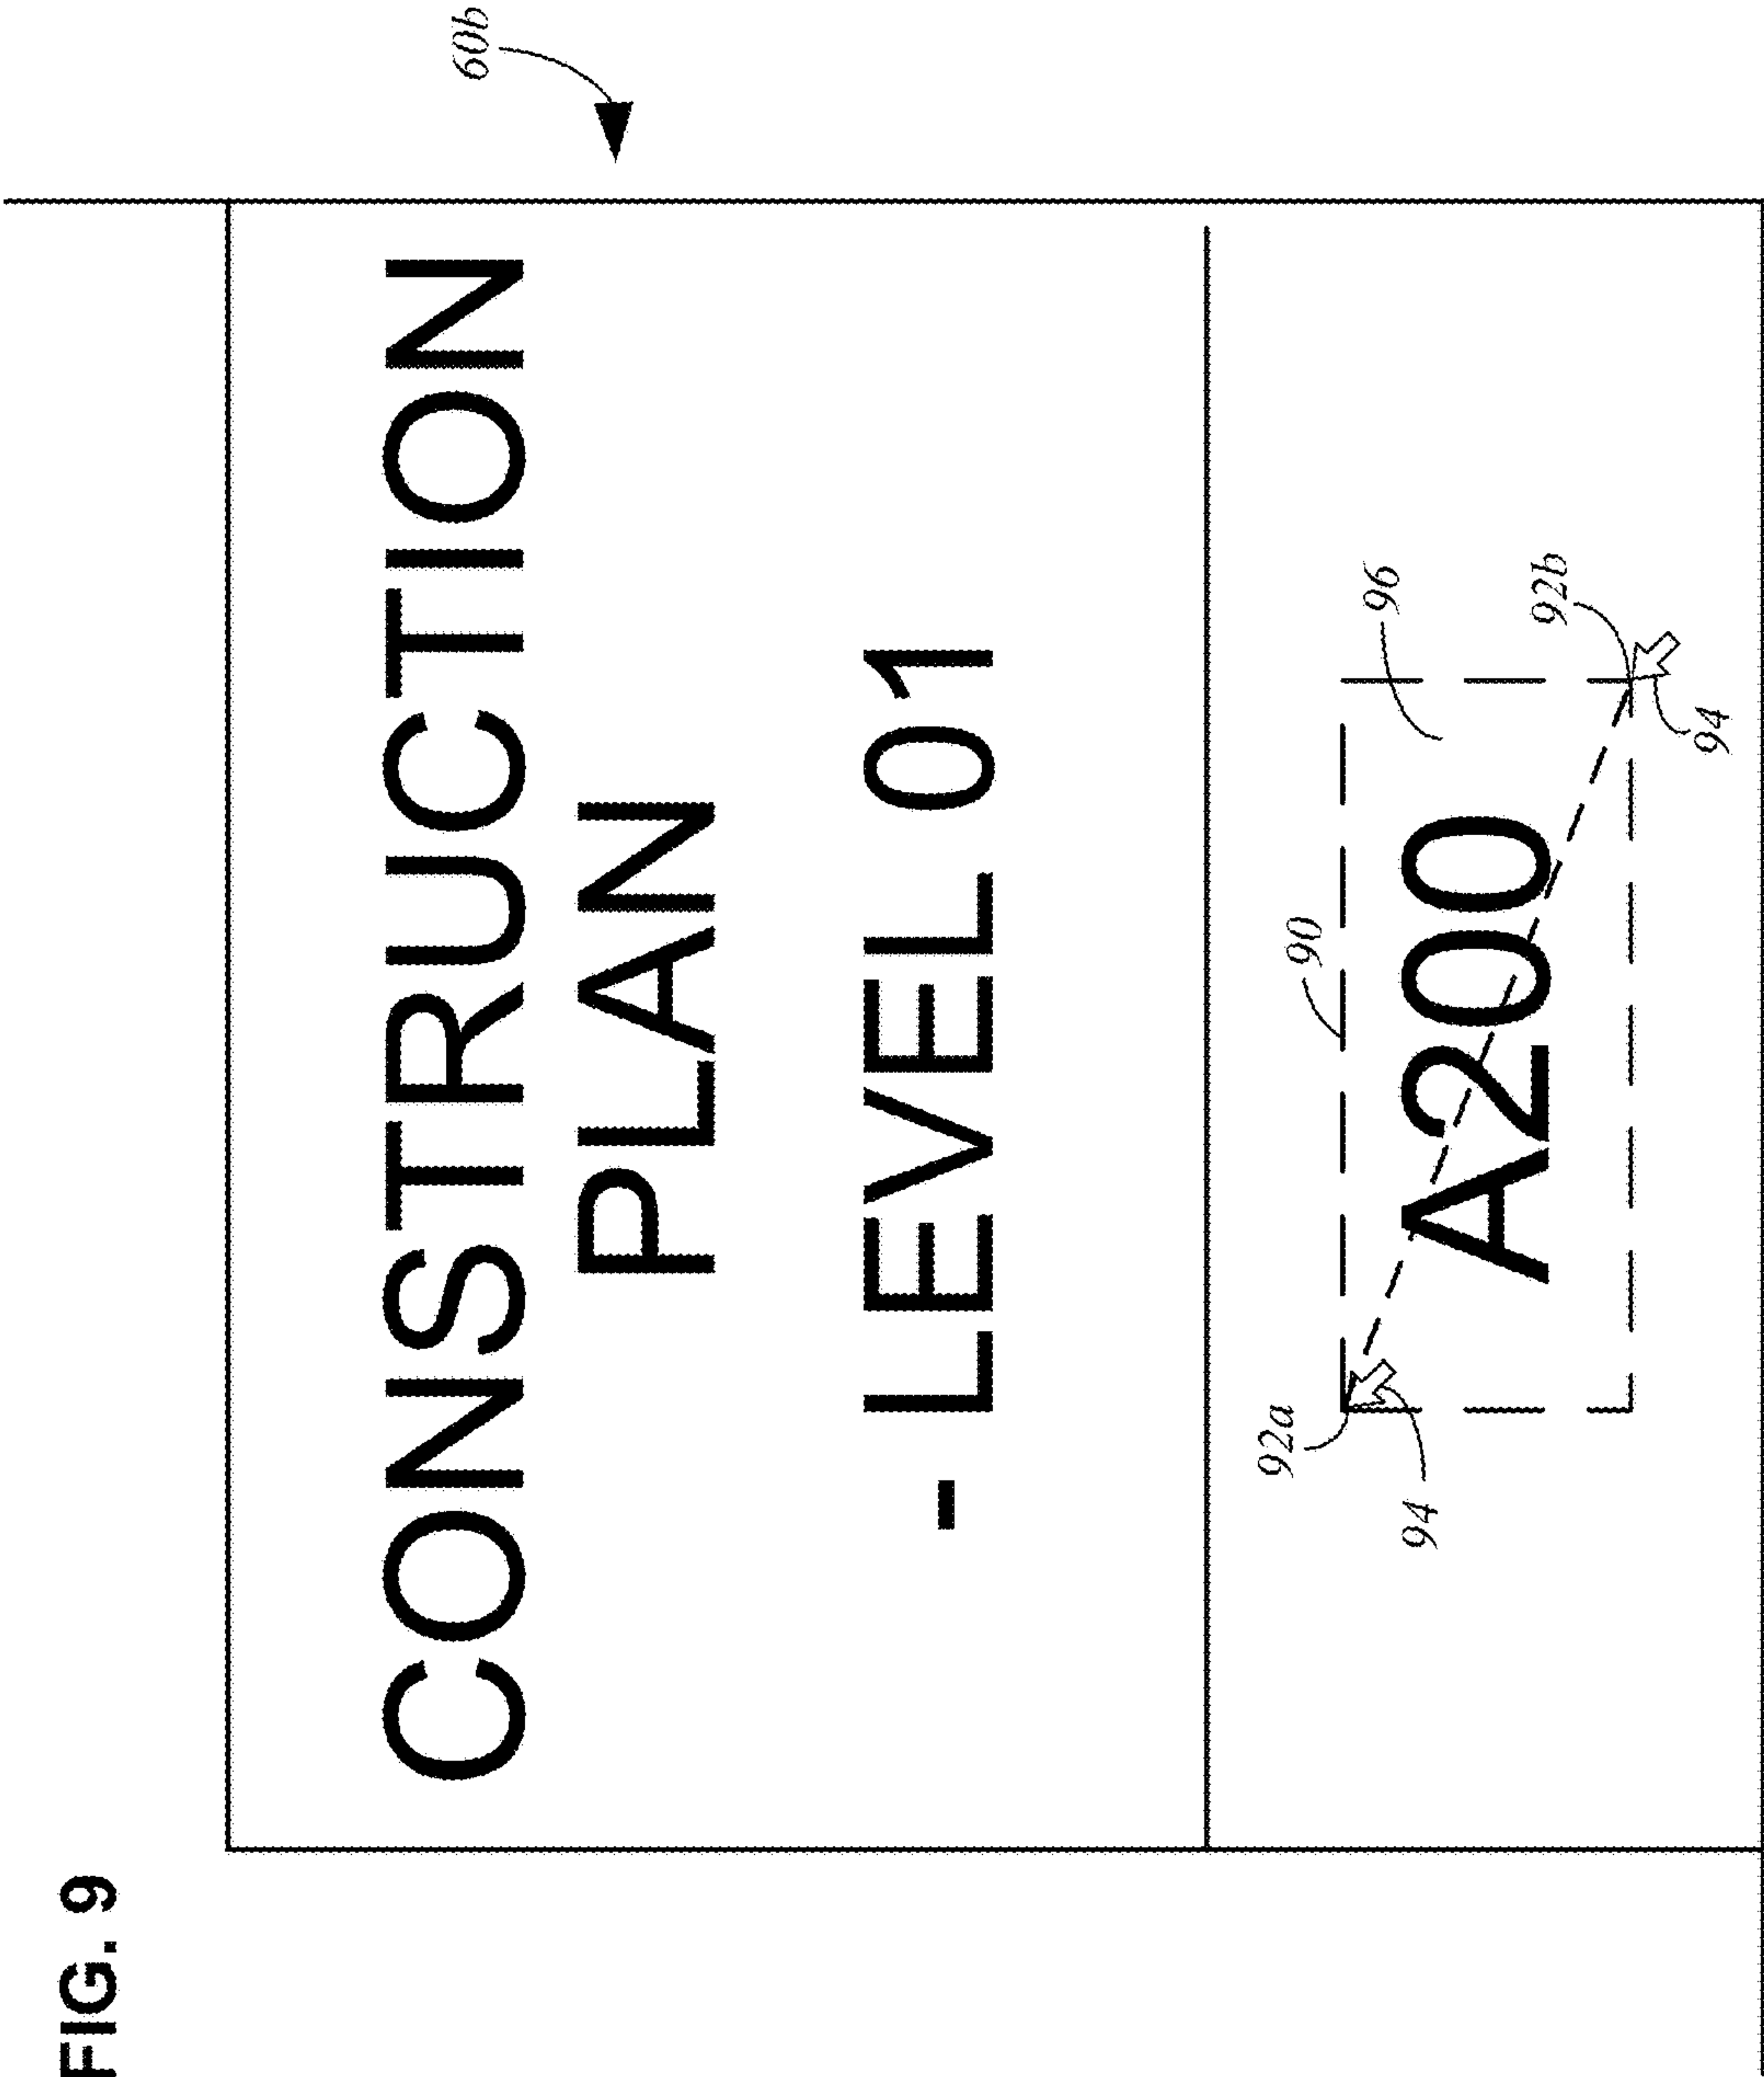 FIG. 9
60b
CONSTRUCTION
PLAN
- LEVEL 01
92a
90
96
92b
A200
94
94